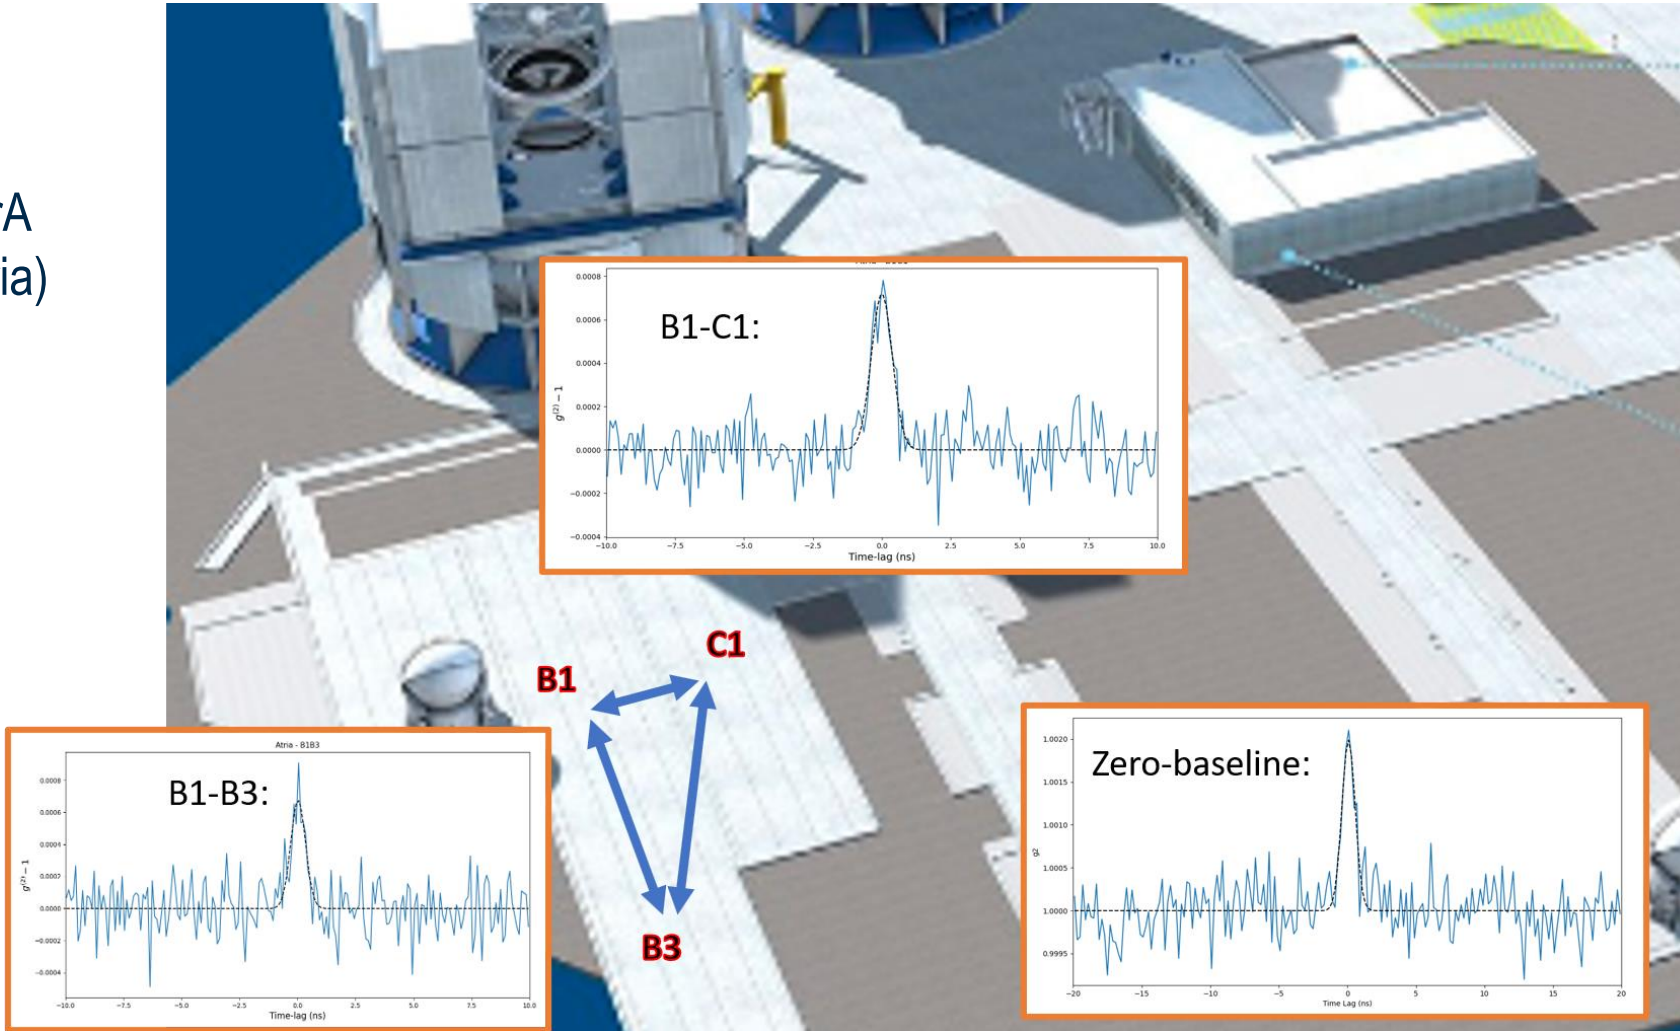 rA
ia)
B1-C1:
0.0008
0.0006
0.0004
0.0002
0.0000
−0.0002
−0.0004
g⁽²⁾ − 1
−10.0 −7.5 −5.0 −2.5 0.0 2.5 5.0 7.5 10.0
Time-lag (ns)
C1
B1
B3
Atria - B1B3
B1-B3:
0.0008
0.0006
0.0004
0.0002
0.0000
−0.0002
−0.0004
g⁽²⁾ − 1
−10.0 −7.5 −5.0 −2.5 0.0 2.5 5.0 7.5 10.0
Time-lag (ns)
Zero-baseline:
1.0020
1.0015
1.0010
1.0005
1.0000
0.9995
g2
−20 −15 −10 −5 0 5 10 15 20
Time Lag (ns)